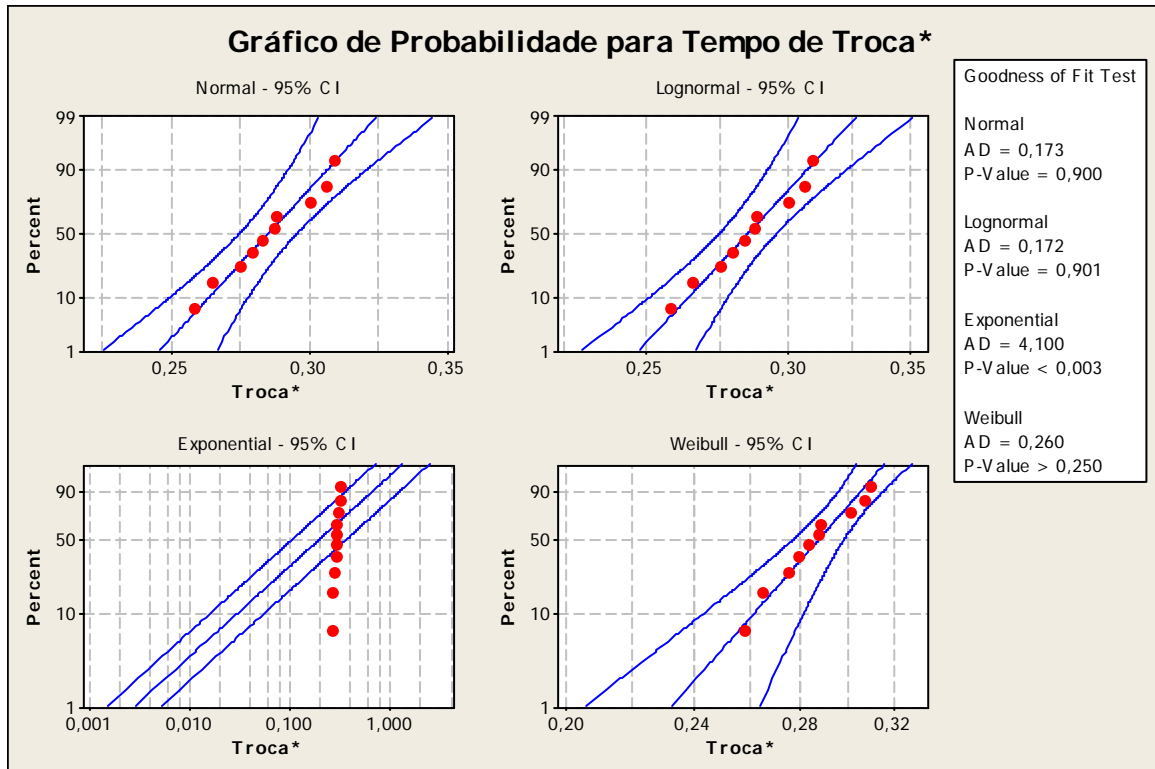 Gráfico de Probabilidade para Tempo de Troca*
Normal - 95% CI
99
90
50
10
1
Percent
0,25
0,30
0,35
Troca*
Lognormal - 95% CI
99
90
50
10
1
Percent
0,25
0,30
0,35
Troca*
Exponential - 95% CI
90
50
10
1
Percent
0,001
0,010
0,100
1,000
Troca*
Weibull - 95% CI
90
50
10
1
Percent
0,20
0,24
0,28
0,32
Troca*
Goodness of Fit Test
Normal
AD = 0,173
P-Value = 0,900
Lognormal
AD = 0,172
P-Value = 0,901
Exponential
AD = 4,100
P-Value < 0,003
Weibull
AD = 0,260
P-Value > 0,250